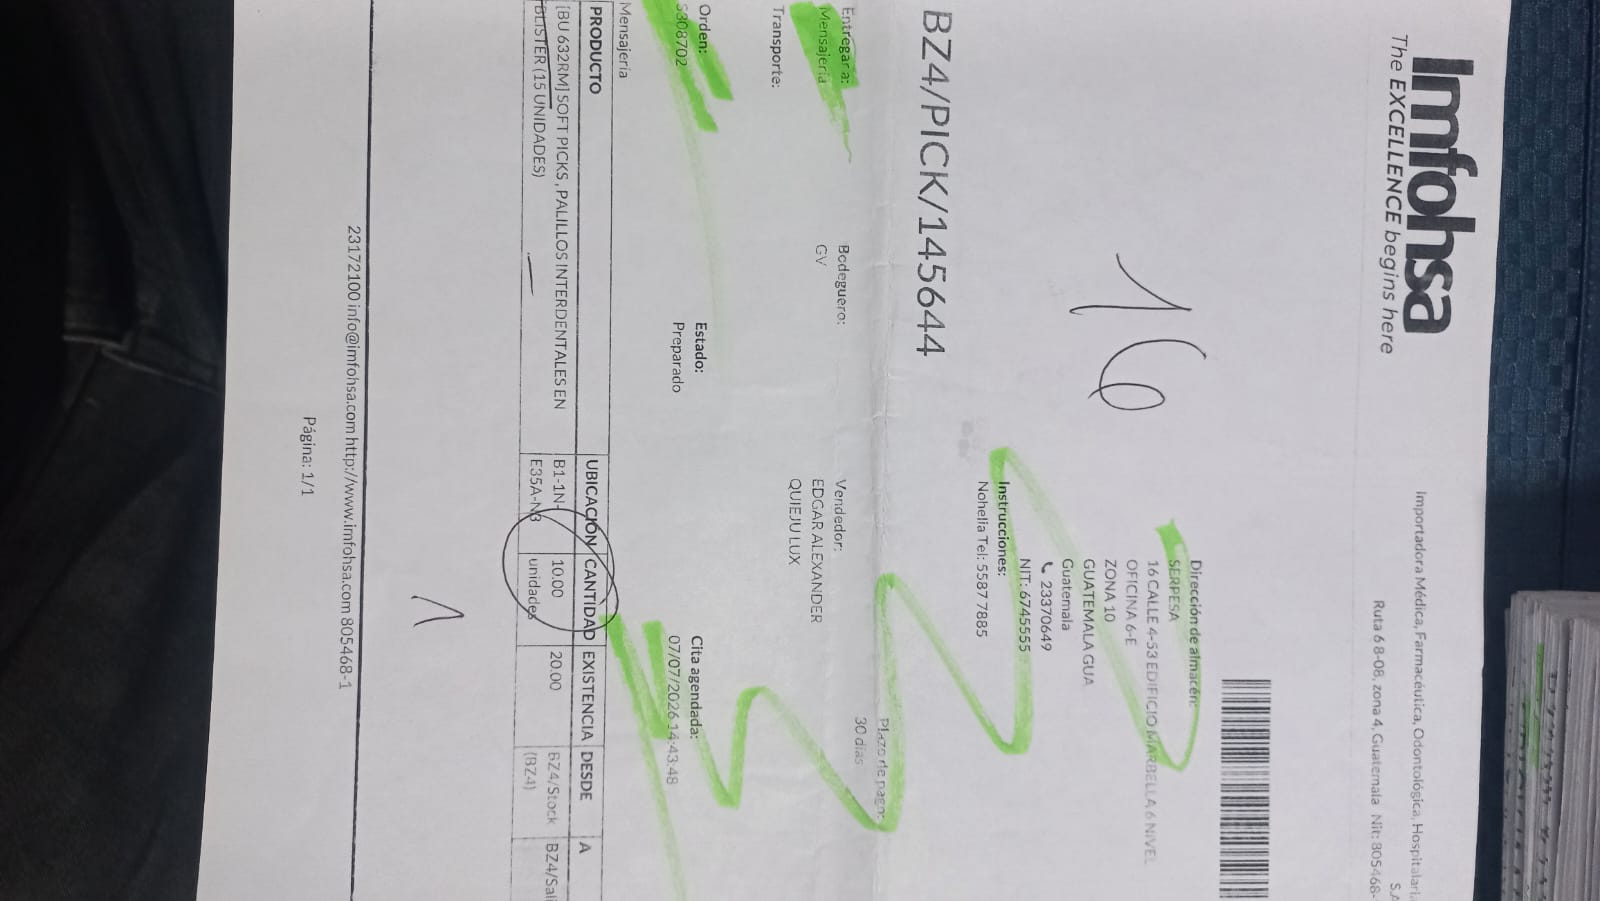 Imfohsa
The EXCELLENCE begins here
Importadora Médica, Farmacéutica, Odontológica, Hospitalari
S.A
Ruta 6 8-08, zona 4, Guatemala Nit: 805468-
16
Dirección de almacén:
SERPESA
16 CALLE 4-53 EDIFICIO MARBELLA 6 NIVEL
OFICINA 6-E
ZONA 10
GUATEMALA GUA
Guatemala
23370649
NIT: 6745555
Instrucciones:
Nohelia Tel: 5587 7885
BZ4/PICK/145644
Entregar a:
Mensajería
Bodeguero:
GV
Vendedor:
EDGAR ALEXANDER
QUIEJU LUX
Plazo de pago:
30 días
Transporte:
Orden:
S308702
Estado:
Preparado
Cita agendada:
07/07/2026 14:43:48
Mensajería
PRODUCTO UBICACIÓN CANTIDAD EXISTENCIA DESDE A
[BU 632RM] SOFT PICKS , PALILLOS INTERDENTALES EN B1-1N- 10.00 20.00 BZ4/Stock BZ4/Sal
BLISTER (15 UNIDADES) E35A-N3 unidades (BZ4)
1
23172100 info@imfohsa.com http://www.imfohsa.com 805468-1
Página: 1/1